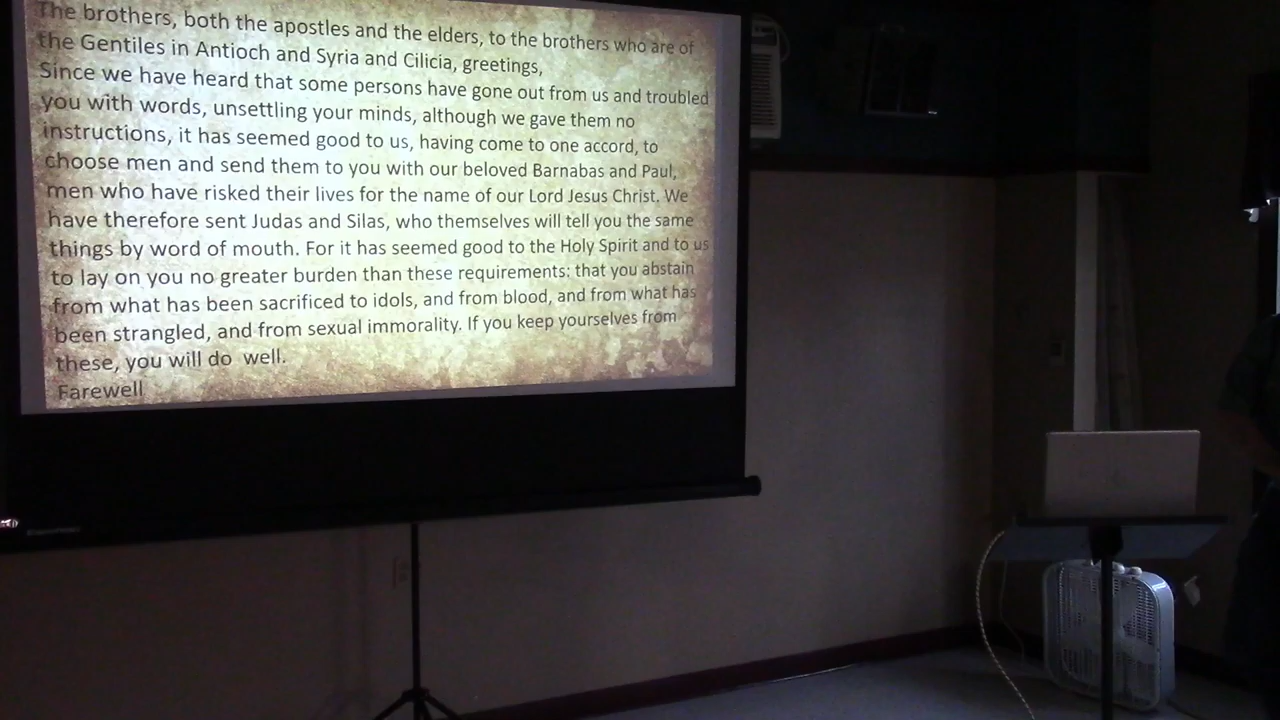 The brothers, both the apostles and the elders, to the brothers who are of
the Gentiles in Antioch and Syria and Cilicia, greetings,
Since we have heard that some persons have gone out from us and troubled
you with words, unsettling your minds, although we gave them no
instructions, it has seemed good to us, having come to one accord, to
choose men and send them to you with our beloved Barnabas and Paul,
men who have risked their lives for the name of our Lord Jesus Christ. We
have therefore sent Judas and Silas, who themselves will tell you the same
things by word of mouth. For it has seemed good to the Holy Spirit and to us
to lay on you no greater burden than these requirements: that you abstain
from what has been sacrificed to idols, and from blood, and from what has
been strangled, and from sexual immorality. If you keep yourselves from
these, you will do  well.
Farewell